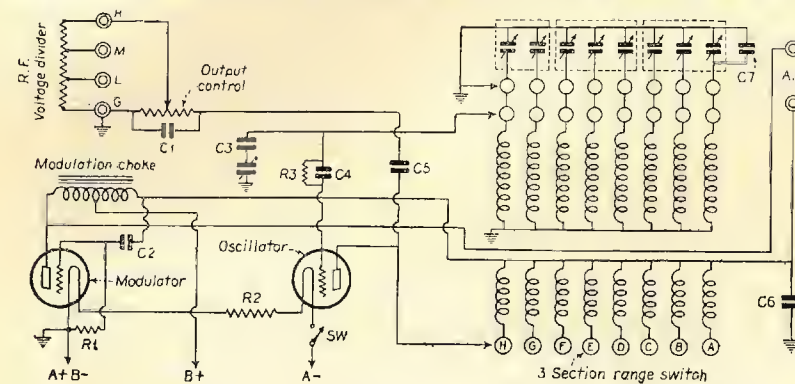 R.F.
Voltage divider
H
M
L
G
Output
control
C1
C3
R3
C4
C5
C7
A.
Modulation choke
C2
Oscillator
Modulator
R2
R1
SW
C6
H G F E D C B A
A+ B- B+ A-
3 Section range switch